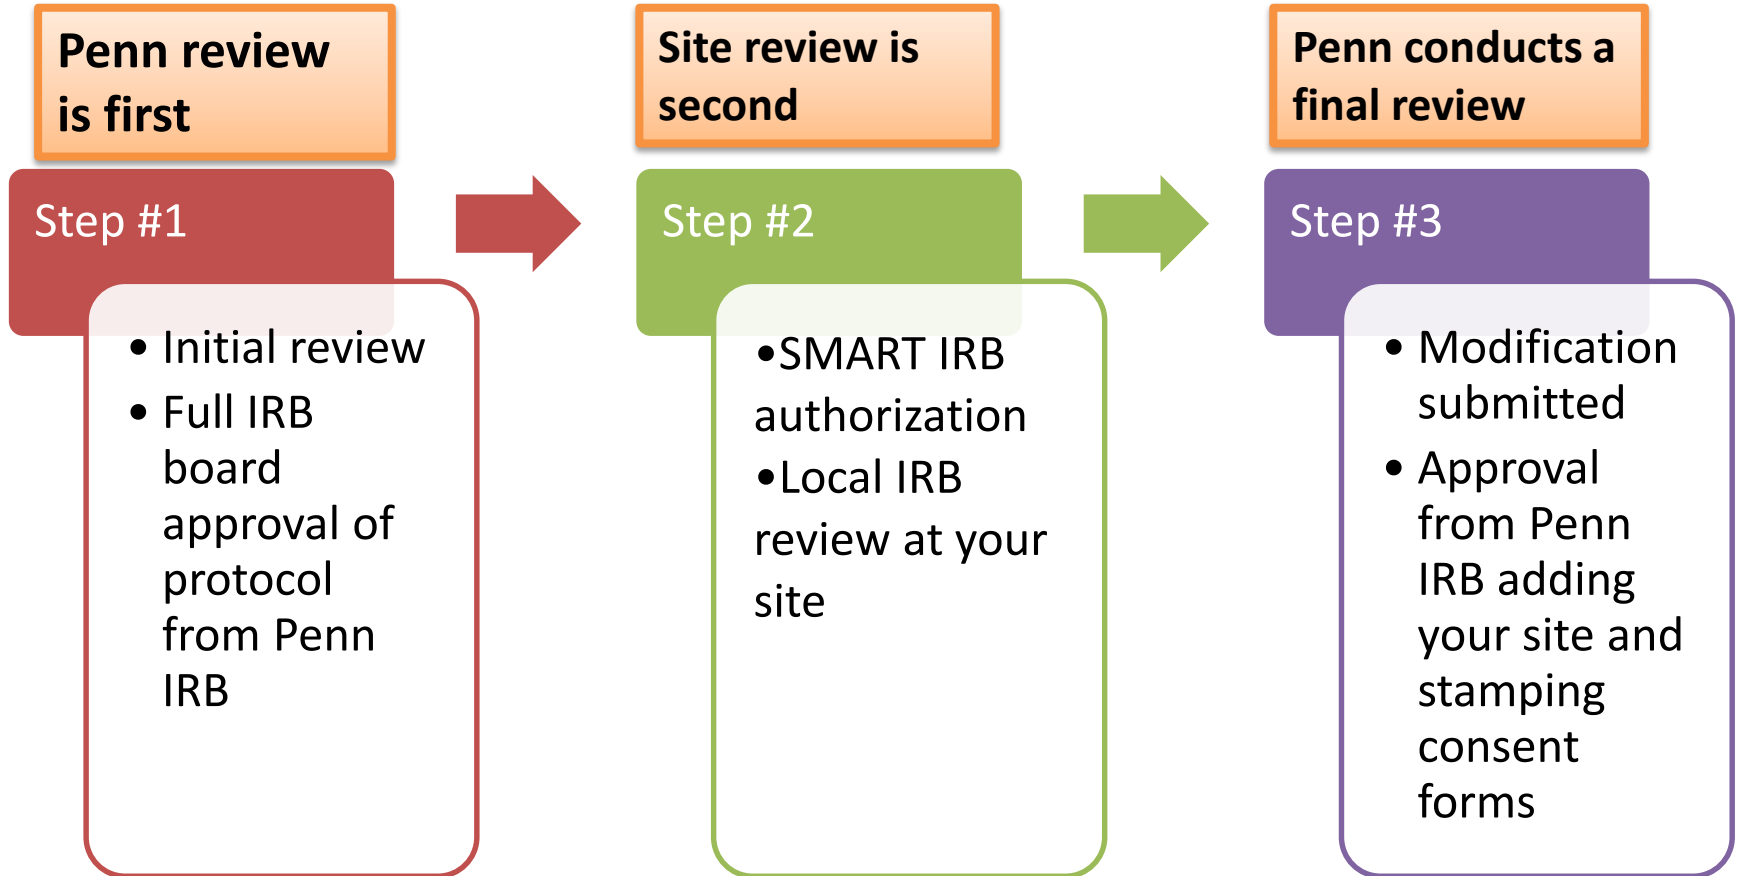 Penn review
is first
Step #1
• Initial review
• Full IRB
board
approval of
protocol
from Penn
IRB
Site review is
second
Step #2
•SMART IRB
authorization
•Local IRB
review at your
site
Penn conducts a
final review
Step #3
• Modification
submitted
• Approval
from Penn
IRB adding
your site and
stamping
consent
forms